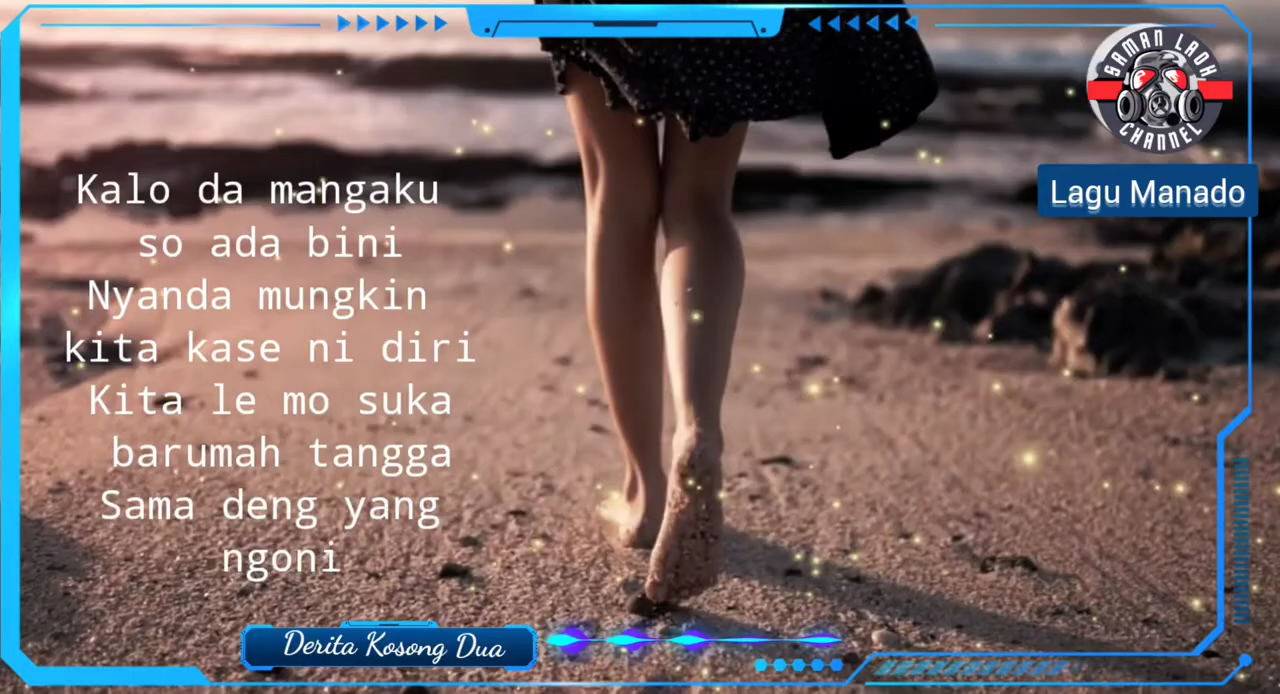 SAMAN LAOH
CHANNEL
Lagu Manado
Kalo da mangaku
so ada bini
Nyanda mungkin
kita kase ni diri
Kita le mo suka
barumah tangga
Sama deng yang
ngoni
Derita Kosong Dua